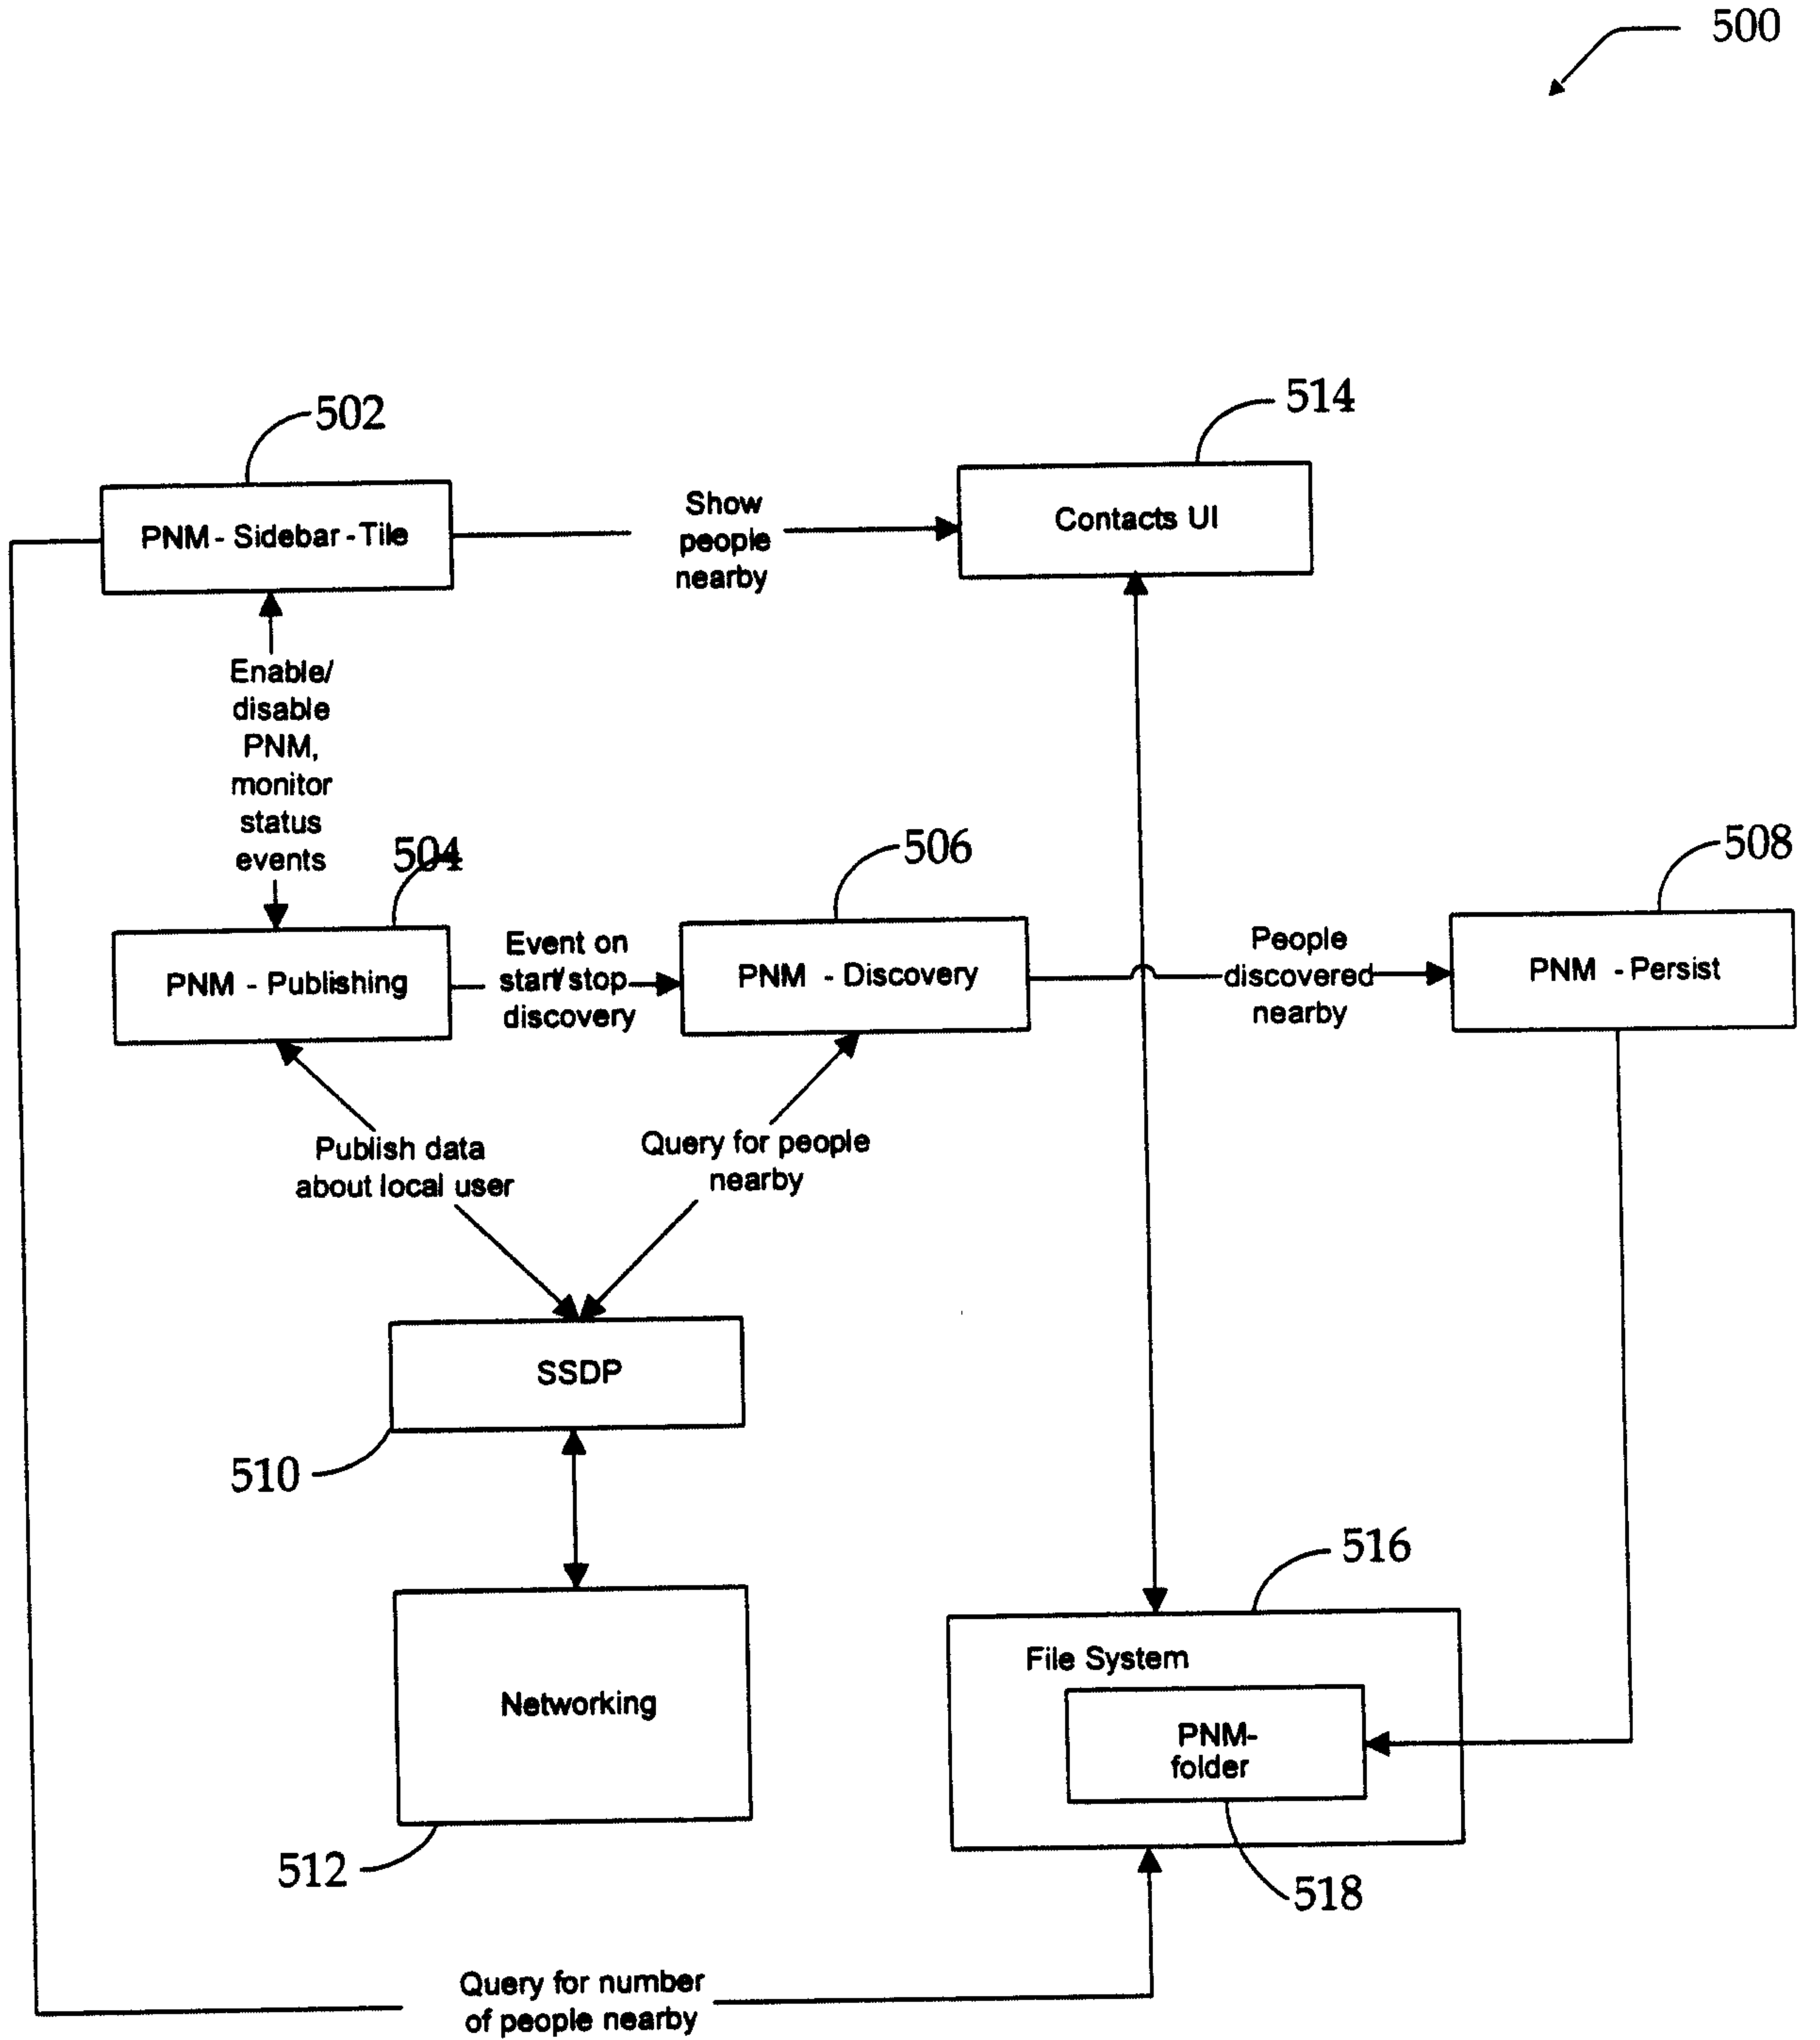 500
502
514
PNM - Sidebar - Tile
Show
people
nearby
Contacts UI
Enable/
disable
PNM,
monitor
status
events
504
506
508
PNM - Publishing
Event on
start/stop
discovery
PNM - Discovery
People
discovered
nearby
PNM - Persist
Publish data
about local user
Query for people
nearby
SSDP
510
516
File System
Networking
PNM-
folder
512
518
Query for number
of people nearby